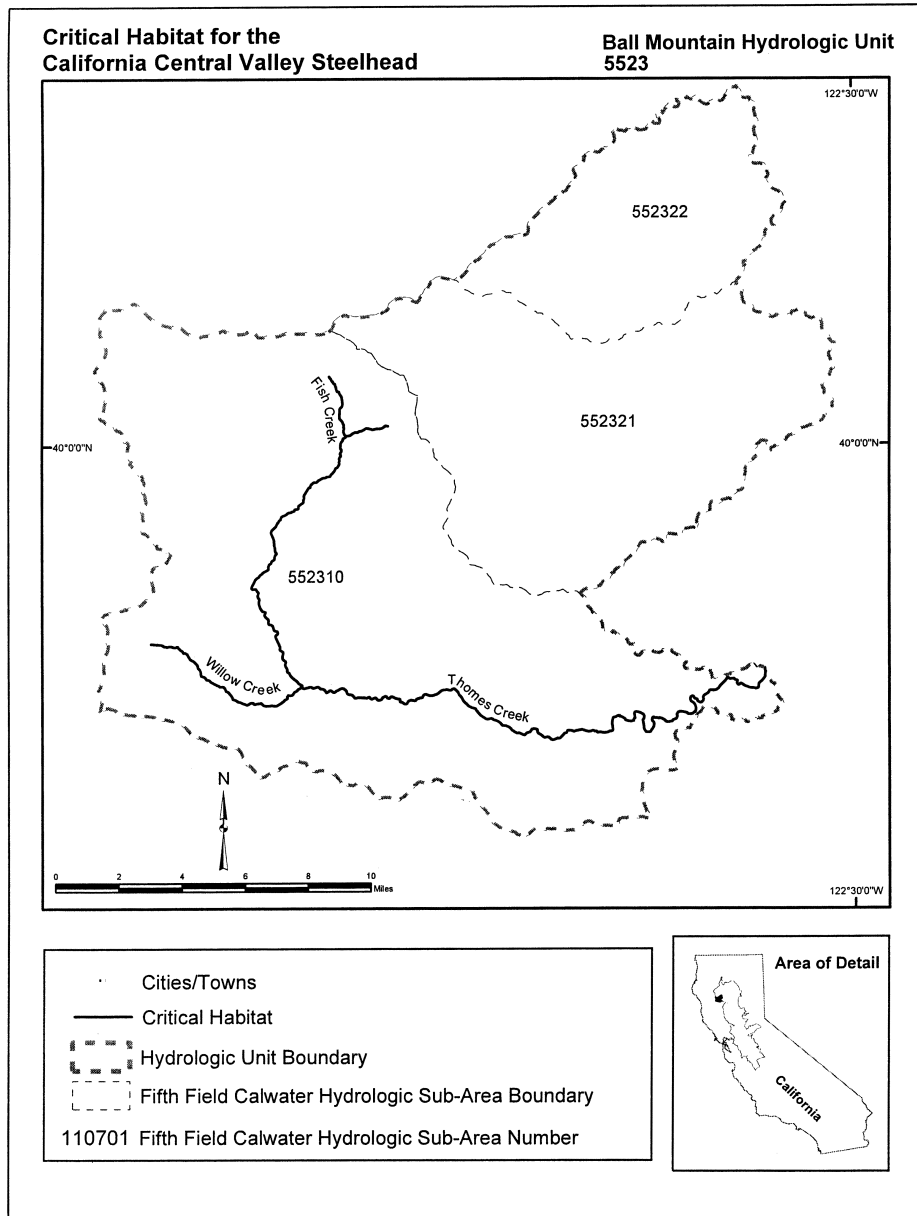 Critical Habitat for the
California Central Valley Steelhead
Ball Mountain Hydrologic Unit
5523
122°30'0"W
552322
Fish Creek
40°0'0"N
552321
40°0'0"N
552310
Willow Creek
Thomes Creek
N
0 2 4 6 8 10
Miles
122°30'0"W
Cities/Towns
Critical Habitat
Hydrologic Unit Boundary
Fifth Field Calwater Hydrologic Sub-Area Boundary
110701 Fifth Field Calwater Hydrologic Sub-Area Number
Area of Detail
California